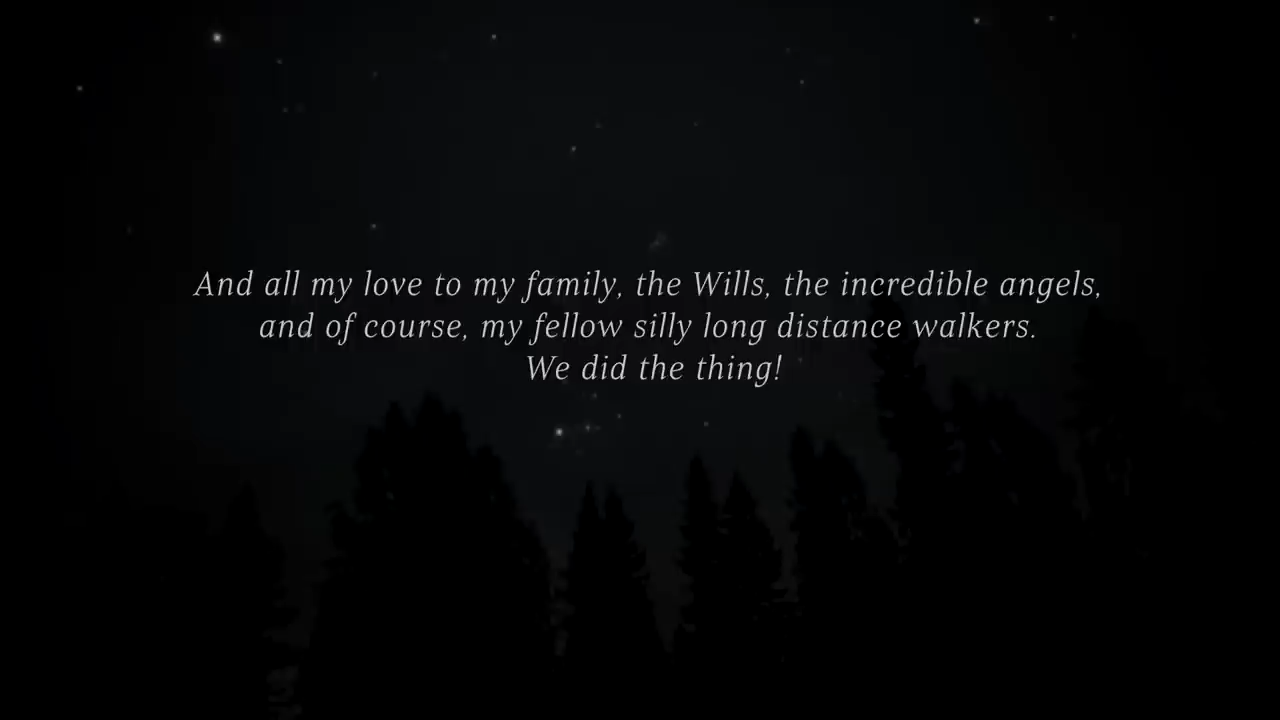 And all my love to my family, the Wills, the incredible angels,
and of course, my fellow silly long distance walkers.
We did the thing!